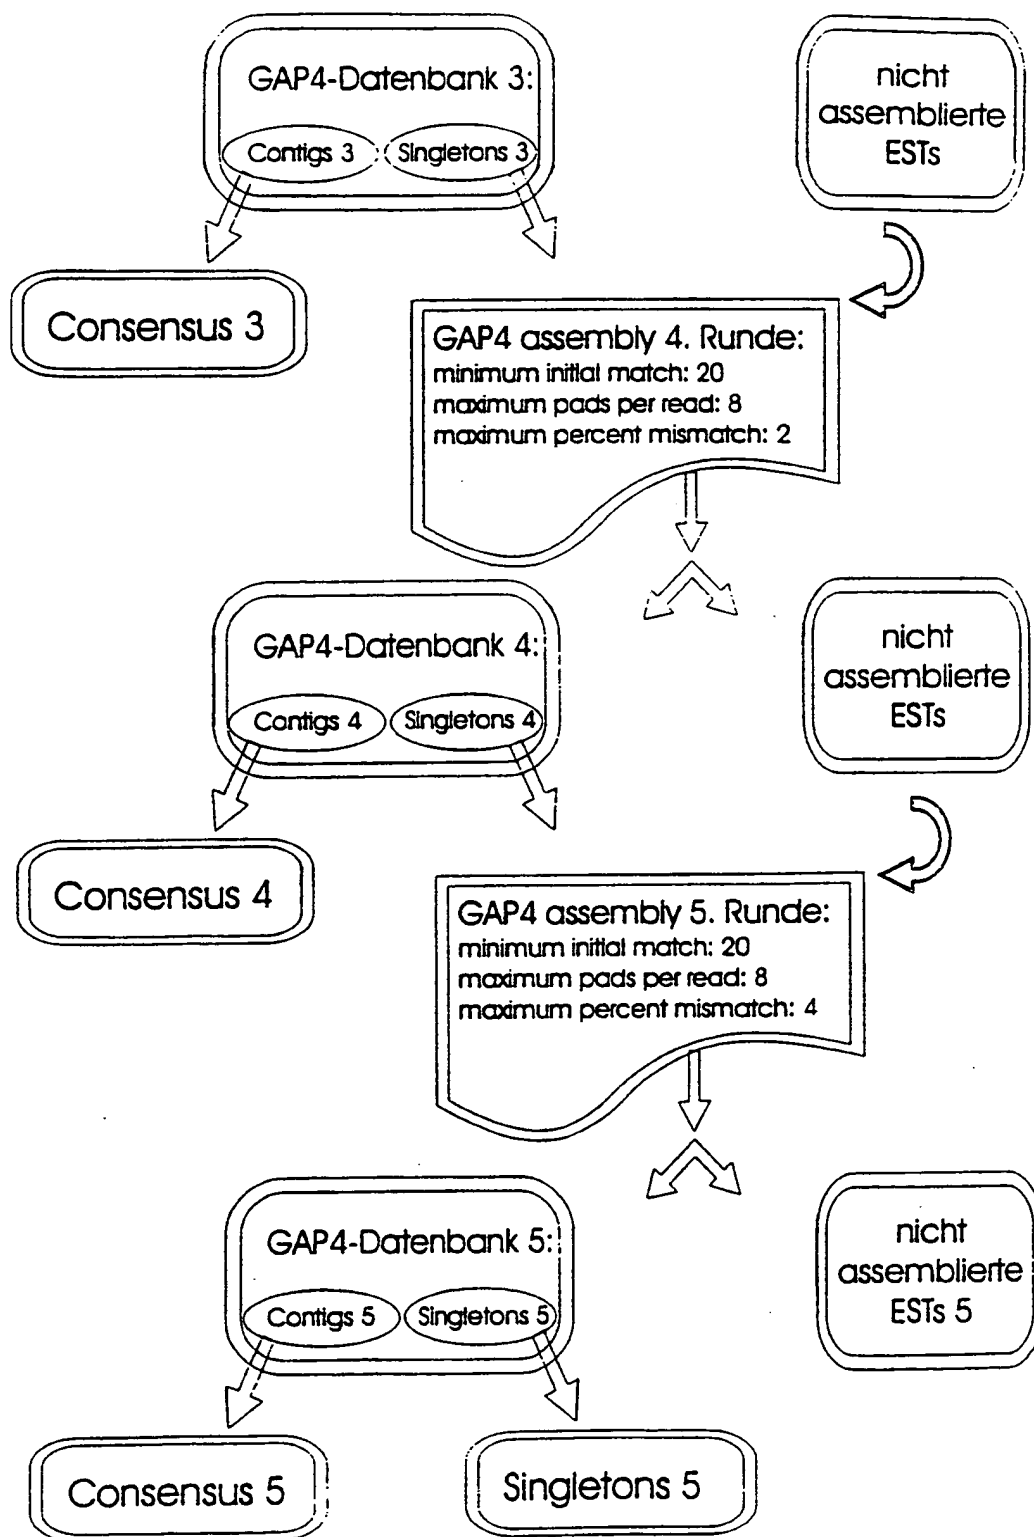 GAP4-Datenbank 3:
Contigs 3
Singletons 3
nicht
assemblierte
ESTs
Consensus 3
GAP4 assembly 4. Runde:
minimum initial match: 20
maximum pads per read: 8
maximum percent mismatch: 2
GAP4-Datenbank 4:
Contigs 4
Singletons 4
nicht
assemblierte
ESTs
Consensus 4
GAP4 assembly 5. Runde:
minimum initial match: 20
maximum pads per read: 8
maximum percent mismatch: 4
GAP4-Datenbank 5:
Contigs 5
Singletons 5
nicht
assemblierte
ESTs 5
Consensus 5
Singletons 5